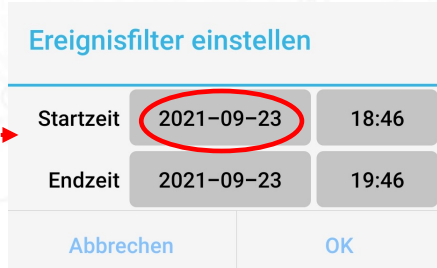 Ereignisfilter einstellen
Startzeit 2021-09-23 18:46
Endzeit 2021-09-23 19:46
Abbrechen OK